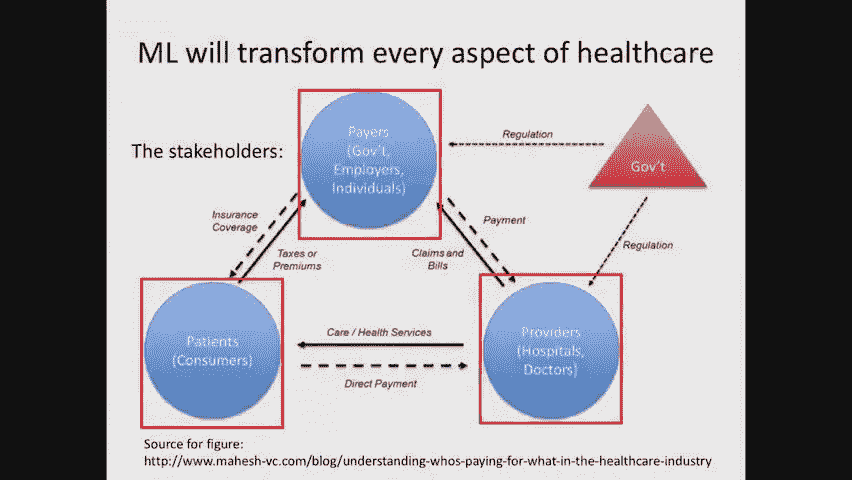 ML will transform every aspect of healthcare
The stakeholders:
Payers
(Gov't,
Employers,
Individuals)
Regulation
Gov't
Insurance
Coverage
Taxes or
Premiums
Claims and
Bills
Payment
Regulation
Patients
(Consumers)
Care / Health Services
Direct Payment
Providers
(Hospitals,
Doctors)
Source for figure:
http://www.mahesh-vc.com/blog/understanding-whos-paying-for-what-in-the-healthcare-industry